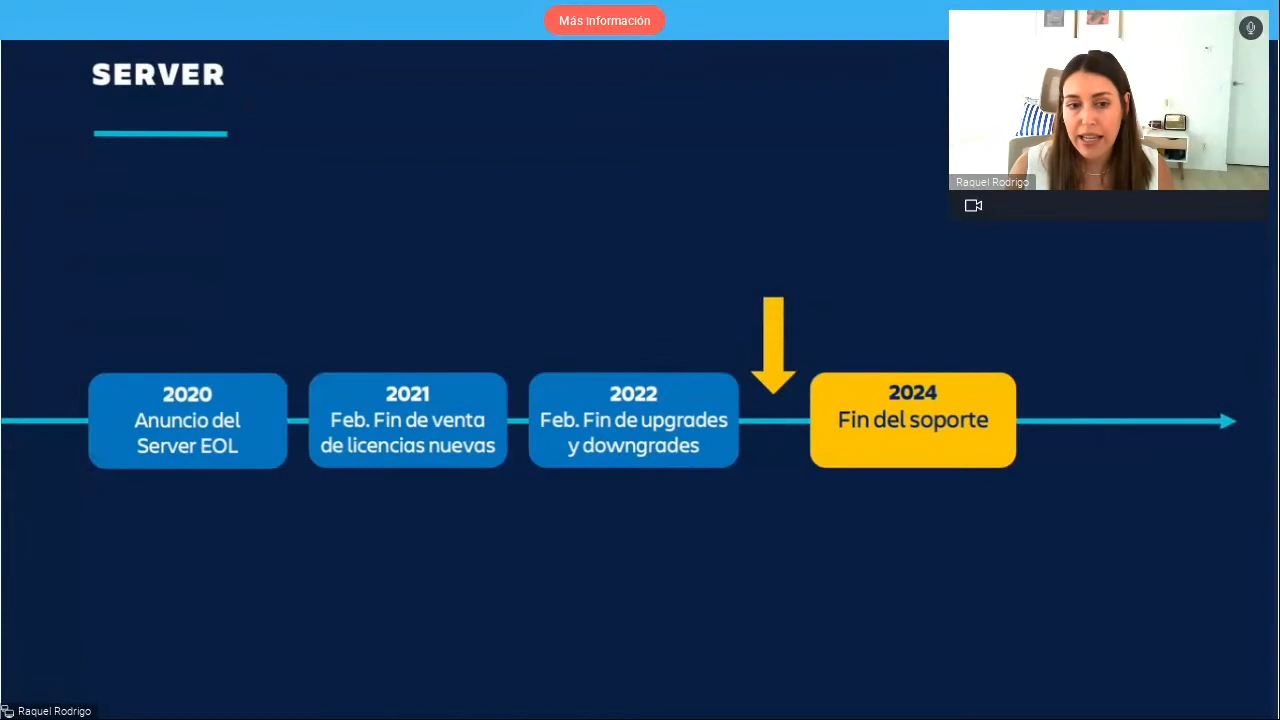 Más información
SERVER
Raquel Rodrigo
2020
Anuncio del
Server EOL
2021
Feb. Fin de venta
de licencias nuevas
2022
Feb. Fin de upgrades
y downgrades
2024
Fin del soporte
Raquel Rodrigo